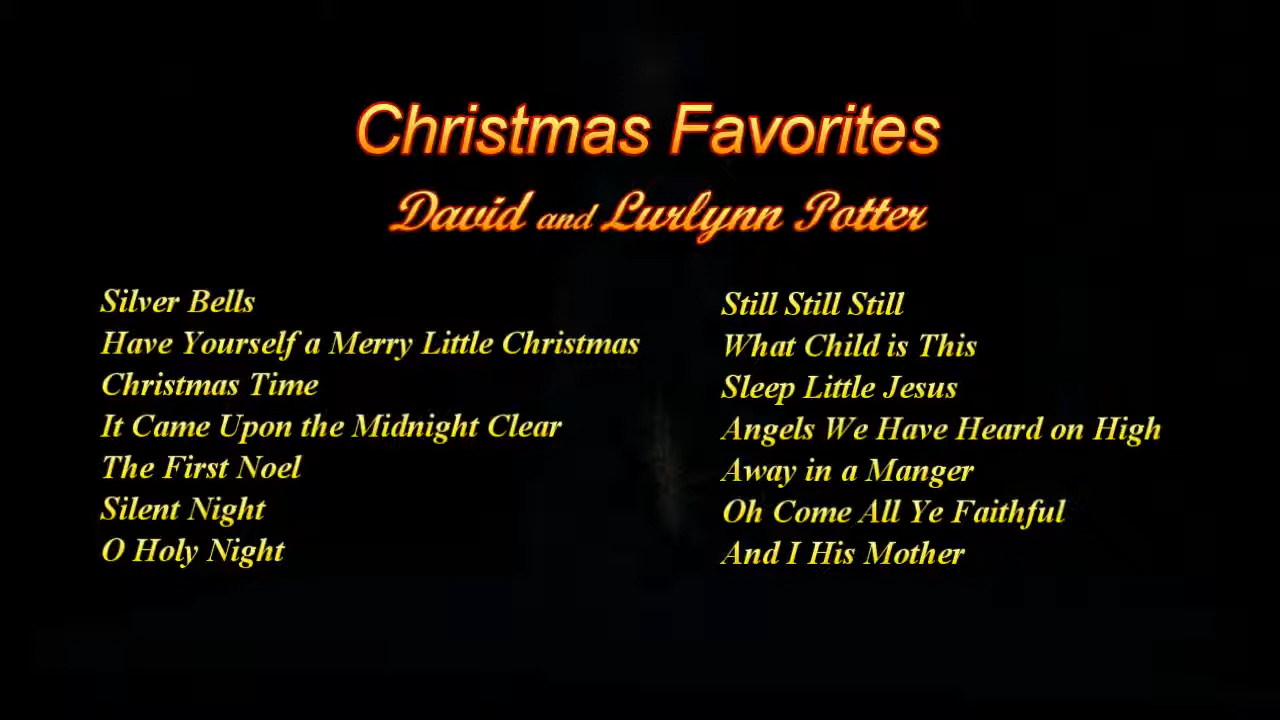 Christmas Favorites
David and Lurlynn Potter
Silver Bells
Have Yourself a Merry Little Christmas
Christmas Time
It Came Upon the Midnight Clear
The First Noel
Silent Night
O Holy Night
Still Still Still
What Child is This
Sleep Little Jesus
Angels We Have Heard on High
Away in a Manger
Oh Come All Ye Faithful
And I His Mother